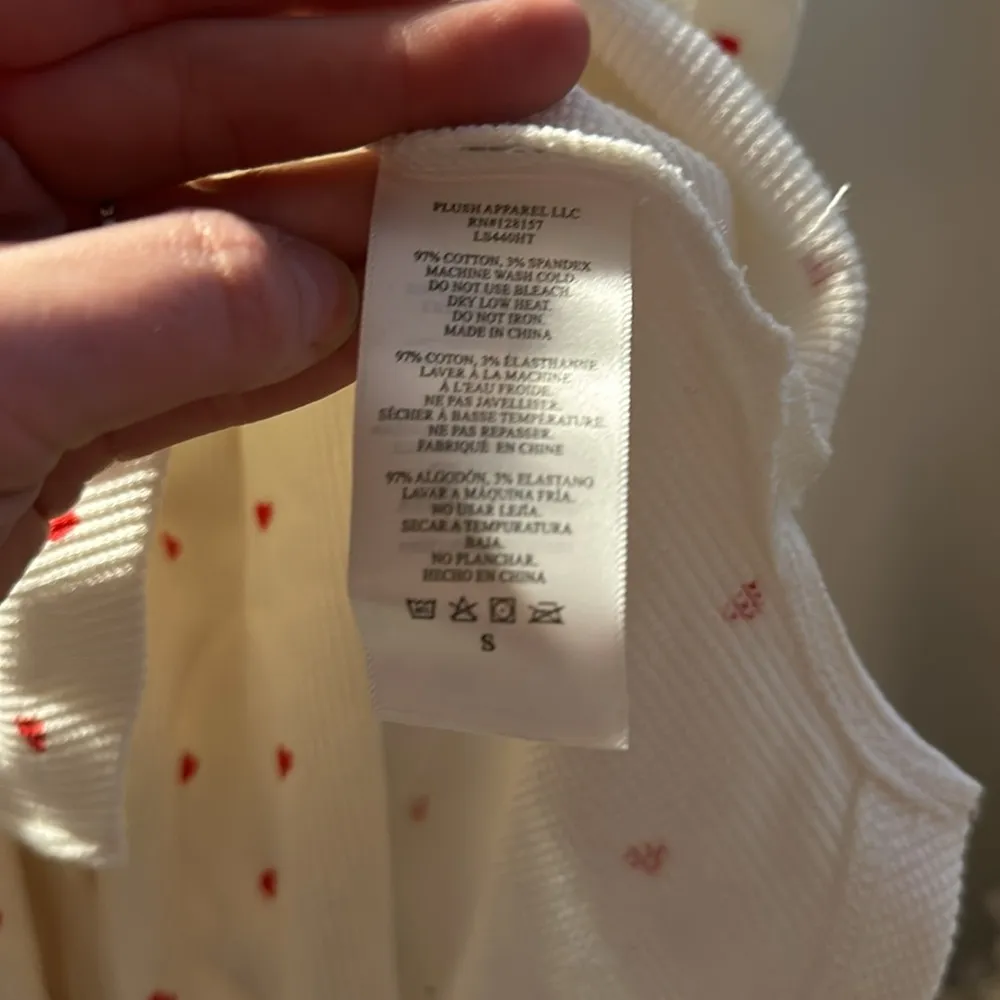 PLUSH APPAREL LLC
RN#128157
LS440HT
97% COTTON, 3% SPANDEX
MACHINE WASH COLD.
DO NOT USE BLEACH.
DRY LOW HEAT.
DO NOT IRON.
MADE IN CHINA
97% COTON, 3% ÉLASTHANNE
LAVER À LA MACHINE
À L'EAU FROIDE.
NE PAS JAVELLISER.
SÉCHER À BASSE TEMPÉRATURE.
NE PAS REPASSER.
FABRIQUÉ EN CHINE
97% ALGODÓN, 3% ELASTANO
LAVAR A MÁQUINA FRÍA.
NO USAR LEJÍA.
SECAR A TEMPURATURA
BAJA.
NO PLANCHAR.
HECHO EN CHINA
S